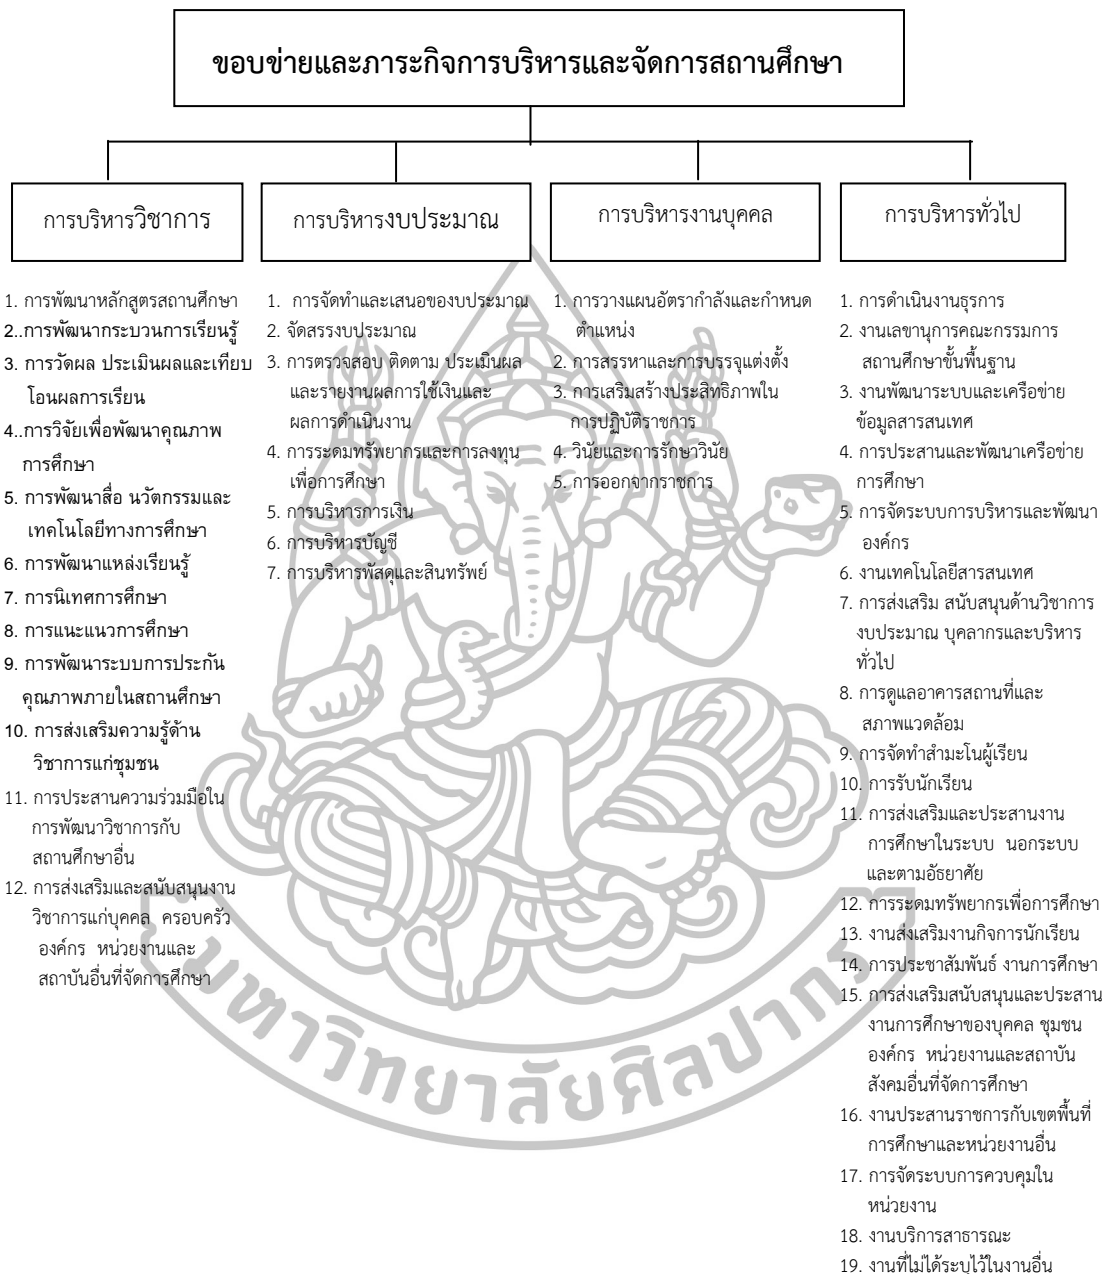 ขอบข่ายและภาระกิจการบริหารและจัดการสถานศึกษา
การบริหารวิชาการ
1. การพัฒนาหลักสูตรสถานศึกษา
2..การพัฒนากระบวนการเรียนรู้
3. การวัดผล ประเมินผลและเทียบ
โอนผลการเรียน
4..การวิจัยเพื่อพัฒนาคุณภาพ
การศึกษา
5. การพัฒนาสื่อ นวัตกรรมและ
เทคโนโลยีทางการศึกษา
6. การพัฒนาแหล่งเรียนรู้
7. การนิเทศการศึกษา
8. การแนะแนวการศึกษา
9. การพัฒนาระบบการประกัน
คุณภาพภายในสถานศึกษา
10. การส่งเสริมความรู้ด้าน
วิชาการแก่ชุมชน
11. การประสานความร่วมมือใน
การพัฒนาวิชาการกับ
สถานศึกษาอื่น
12. การส่งเสริมและสนับสนุนงาน
วิชาการแก่บุคคล ครอบครัว
องค์กร หน่วยงานและ
สถาบันอื่นที่จัดการศึกษา
การบริหารงบประมาณ
1. การจัดทำและเสนอของบประมาณ
2. จัดสรรงบประมาณ
3. การตรวจสอบ ติดตาม ประเมินผล
และรายงานผลการใช้เงินและ
ผลการดำเนินงาน
4. การระดมทรัพยากรและการลงทุน
เพื่อการศึกษา
5. การบริหารการเงิน
6. การบริหารบัญชี
7. การบริหารพัสดุและสินทรัพย์
การบริหารงานบุคคล
1. การวางแผนอัตรากำลังและกำหนด
ตำแหน่ง
2. การสรรหาและการบรรจุแต่งตั้ง
3. การเสริมสร้างประสิทธิภาพใน
การปฏิบัติราชการ
4. วินัยและการรักษาวินัย
5. การออกจากราชการ
การบริหารทั่วไป
1. การดำเนินงานธุรการ
2. งานเลขานุการคณะกรรมการ
สถานศึกษาขั้นพื้นฐาน
3. งานพัฒนาระบบและเครือข่าย
ข้อมูลสารสนเทศ
4. การประสานและพัฒนาเครือข่าย
การศึกษา
5. การจัดระบบการบริหารและพัฒนา
องค์กร
6. งานเทคโนโลยีสารสนเทศ
7. การส่งเสริม สนับสนุนด้านวิชาการ
งบประมาณ บุคลากรและบริหาร
ทั่วไป
8. การดูแลอาคารสถานที่และ
สภาพแวดล้อม
9. การจัดทำสำมะโนผู้เรียน
10. การรับนักเรียน
11. การส่งเสริมและประสานงาน
การศึกษาในระบบ นอกระบบ
และตามอัธยาศัย
12. การระดมทรัพยากรเพื่อการศึกษา
13. งานส่งเสริมงานกิจการนักเรียน
14. การประชาสัมพันธ์ งานการศึกษา
15. การส่งเสริมสนับสนุนและประสาน
งานการศึกษาของบุคคล ชุมชน
องค์กร หน่วยงานและสถาบัน
สังคมอื่นที่จัดการศึกษา
16. งานประสานราชการกับเขตพื้นที่
การศึกษาและหน่วยงานอื่น
17. การจัดระบบการควบคุมใน
หน่วยงาน
18. งานบริการสาธารณะ
19. งานที่ไม่ได้ระบุไว้ในงานอื่น
มหาวิทยาลัยศิลปากร